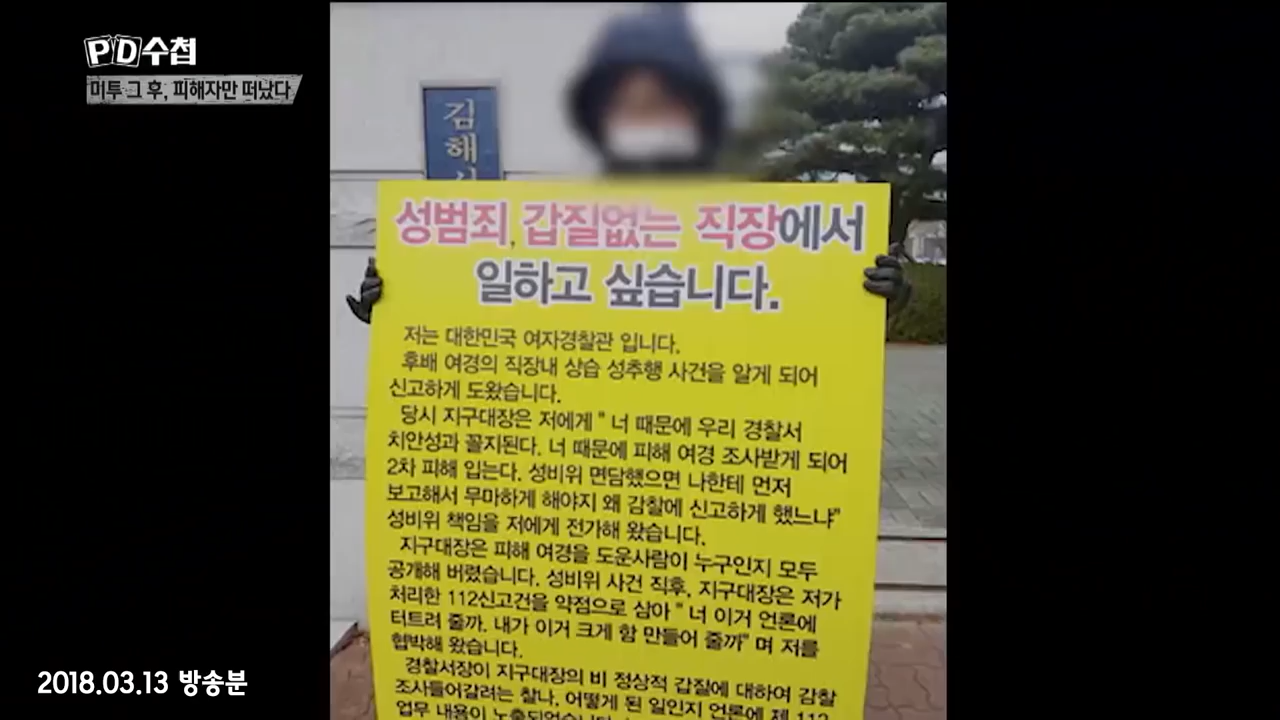 PD수첩
미투 그 후, 피해자만 떠났다
김해시
성범죄, 갑질없는 직장에서
일하고 싶습니다.
저는 대한민국 여자경찰관 입니다.
후배 여경의 직장내 상습 성추행 사건을 알게 되어
신고하게 도왔습니다.
당시 지구대장은 저에게 " 너 때문에 우리 경찰서
치안성과 꼴지된다. 너 때문에 피해 여경 조사받게 되어
2차 피해 입는다. 성비위 면담했으면 나한테 먼저
보고해서 무마하게 해야지 왜 감찰에 신고하게 했느냐"
성비위 책임을 저에게 전가해 왔습니다.
지구대장은 피해 여경을 도운사람이 누구인지 모두
공개해 버렸습니다. 성비위 사건 직후, 지구대장은 저가
처리한 112신고건을 약점으로 삼아 " 너 이거 언론에
터트려 줄까. 내가 이거 크게 함 만들어 줄까" 며 저를
협박해 왔습니다.
경찰서장이 지구대장의 비 정상적 갑질에 대하여 감찰
조사들어갈려는 찰나, 어떻게 된 일인지 언론에 제 112
업무 내용이 노출되었습니다.
2018.03.13 방송분